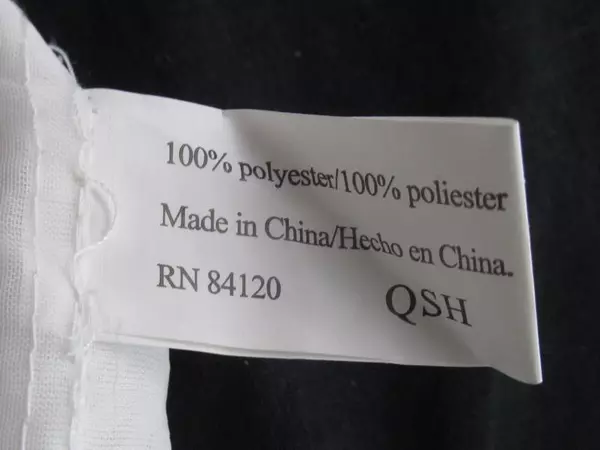 100% polyester/100% poliester
Made in China/Hecho en China.
RN 84120 QSH